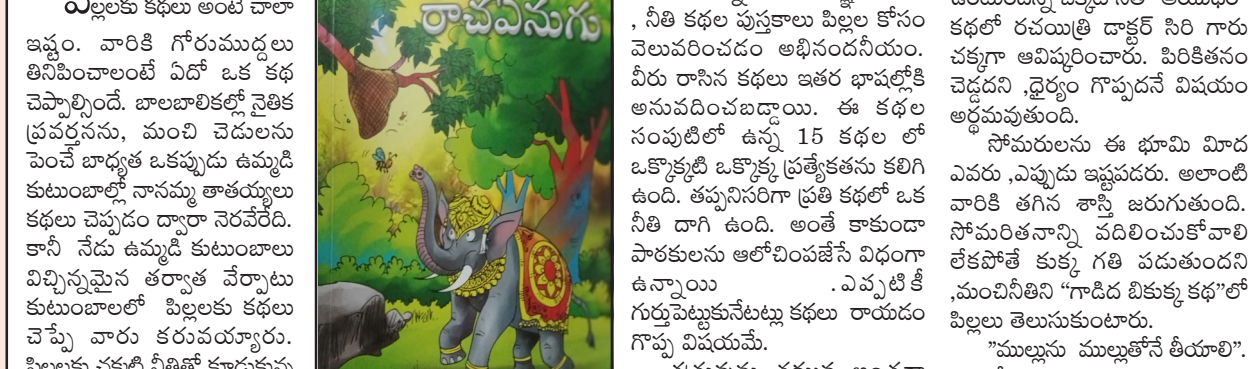 పిల్లలకు కథలు అంటే చాలా
ఇష్టం. వారికి గోరుముద్దలు
తినిపించాలంటే ఏదో ఒక కథ
చెప్పాల్సిందే. బాలబాలికల్లో నైతిక
ప్రవర్తనను, మంచి చెడులను
పెంచే బాధ్యత ఒకప్పుడు ఉమ్మడి
కుటుంబాల్లో నానమ్మ తాతయ్యలు
కథలు చెప్పడం ద్వారా నెరవేరేది.
కానీ నేడు ఉమ్మడి కుటుంబాలు
విచ్ఛిన్నమైన తర్వాత వేర్పాటు
కుటుంబాలలో పిల్లలకు కథలు
చెప్పే వారు కరువయ్యారు.
పిల్లలకు చక్కటి నీతితో కూడుకున్న
రాచఏనుగు
, నీతి కథల పుస్తకాలు పిల్లల కోసం
వెలువరించడం అభినందనీయం.
వీరు రాసిన కథలు ఇతర భాషల్లోకి
అనువదించబడ్డాయి. ఈ కథల
సంపుటిలో ఉన్న 15 కథల లో
ఒక్కొక్కటి ఒక్కొక్క ప్రత్యేకతను కలిగి
ఉంది. తప్పనిసరిగా ప్రతి కథలో ఒక
నీతి దాగి ఉంది. అంతే కాకుండా
పాఠకులను ఆలోచింపజేసే విధంగా
ఉన్నాయి .ఎవ్వటికీ
గుర్తుపెట్టుకునేటట్లు కథలు రాయడం
గొప్ప విషయమే.
కథలో రచయిత్రి డాక్టర్ సిరి గారు
చక్కగా ఆవిష్కరించారు. పిరికితనం
చెడ్డదని ,ధైర్యం గొప్పదనే విషయం
అర్థమవుతుంది.
సోమరులను ఈ భూమి మీద
ఎవరు ,ఎప్పుడు ఇష్టపడరు. అలాంటి
వారికి తగిన శాస్తి జరుగుతుంది.
సోమరితనాన్ని వదిలించుకోవాలి
లేకపోతే కుక్క గతి పడుతుందని
,మంచినీతిని “గాడిద బికుక్క కథ”లో
పిల్లలు తెలుసుకుంటారు.
”ముల్లును ముల్లుతోనే తీయాలి”.